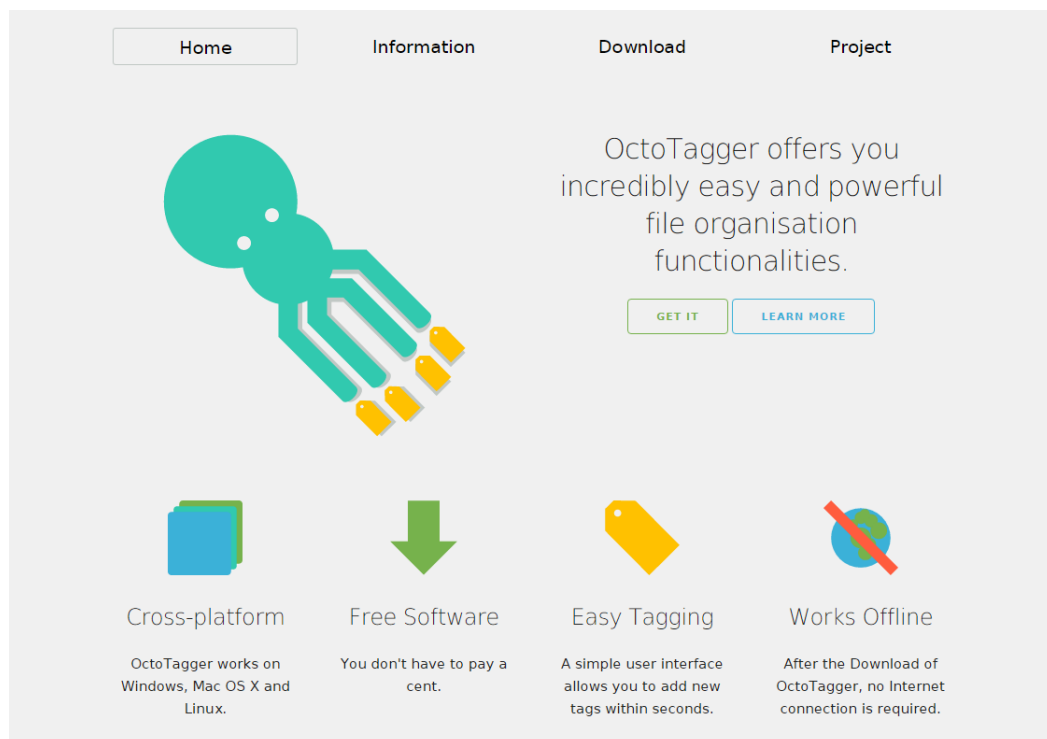 Home
Information
Download
Project
OctoTagger offers you
incredibly easy and powerful
file organisation
functionalities.
GET IT
LEARN MORE
Cross-platform
OctoTagger works on
Windows, Mac OS X and
Linux.
Free Software
You don't have to pay a
cent.
Easy Tagging
A simple user interface
allows you to add new
tags within seconds.
Works Offline
After the Download of
OctoTagger, no Internet
connection is required.